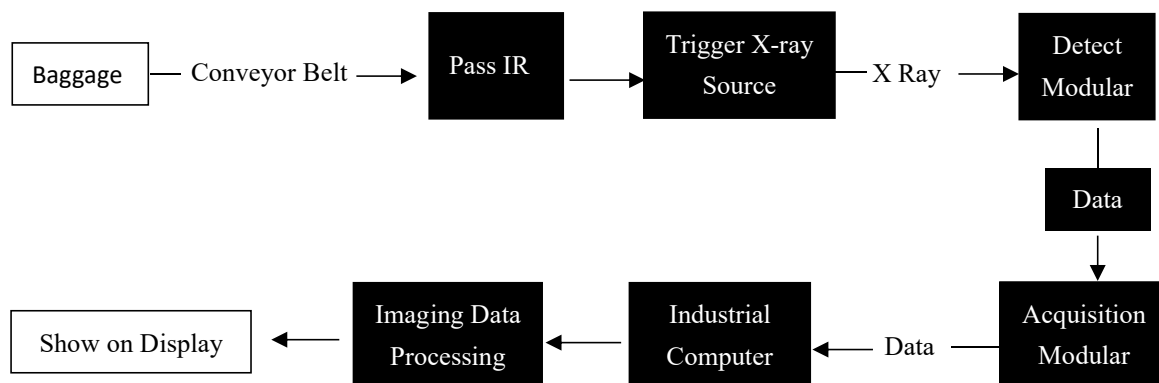 Baggage
Conveyor Belt
Pass IR
Trigger X-ray
Source
X Ray
Detect
Modular
Data
Acquisition
Modular
Data
Industrial
Computer
Imaging Data
Processing
Show on Display